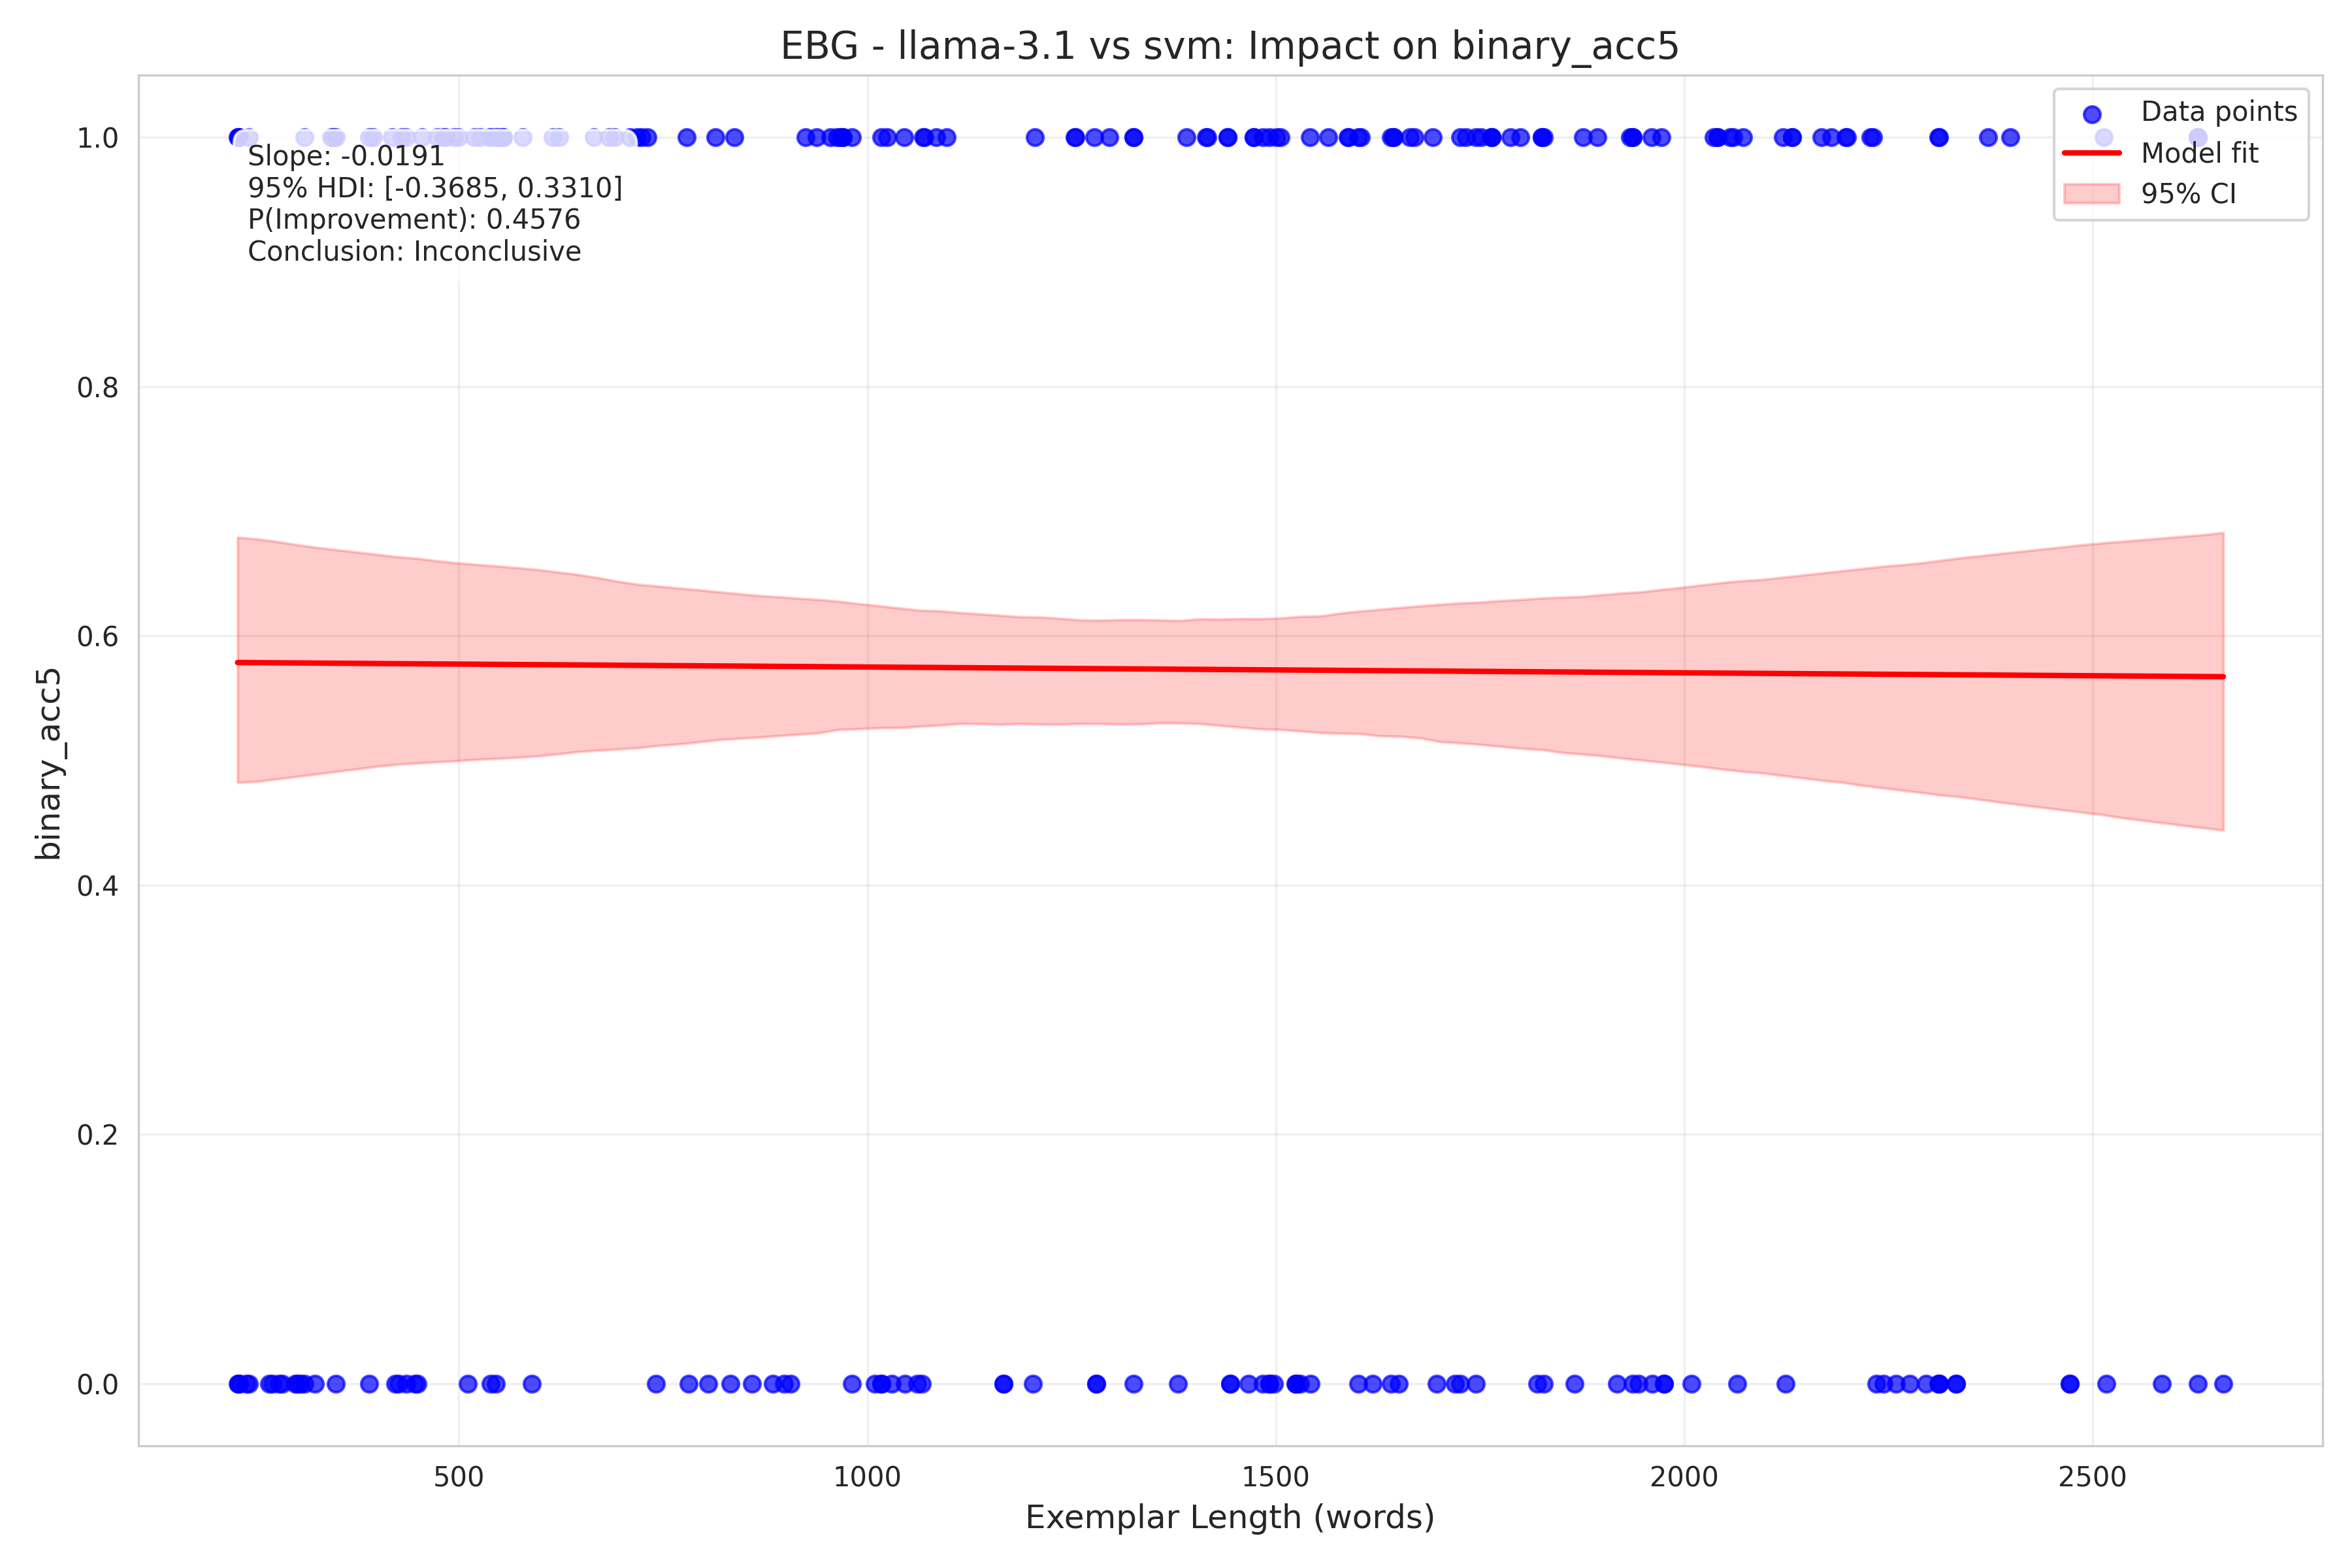 EBG - llama-3.1 vs svm: Impact on binary_acc5
Slope: -0.0191
95% HDI: [-0.3685, 0.3310]
P(Improvement): 0.4576
Conclusion: Inconclusive
Data points
Model fit
95% CI
binary_acc5
1.0
0.8
0.6
0.4
0.2
0.0
500
1000
1500
2000
2500
Exemplar Length (words)